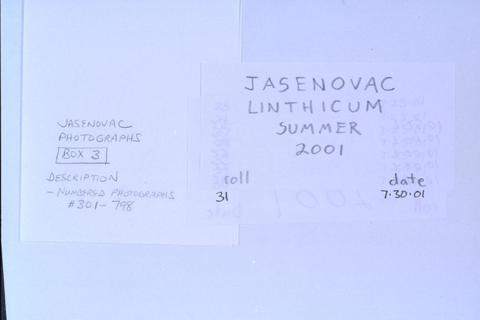 JASENOVAC
PHOTOGRAPHS
BOX 3
DESCRIPTION
- NUMBERED PHOTOGRAPHS
#301-798
JASENOVAC
LINTHICUM
SUMMER
2001
roll
31
date
7.30.01